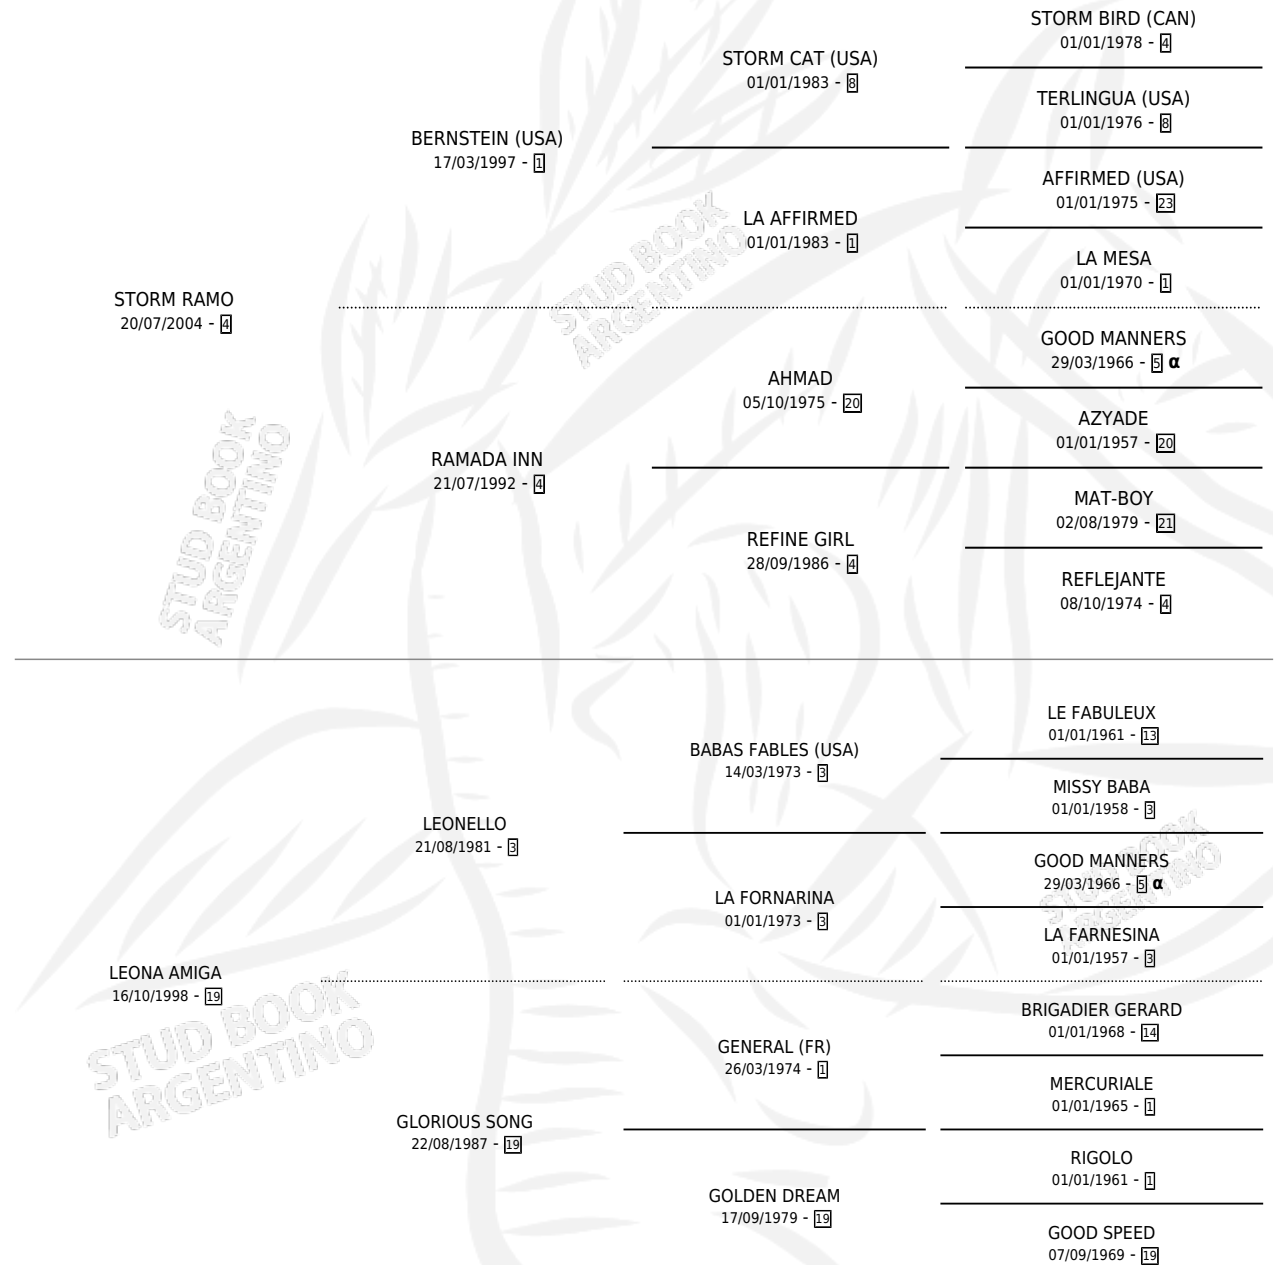 STORM BIRD (CAN)
01/01/1978 - 4
STORM CAT (USA)
01/01/1983 - 8
TERLINGUA (USA)
01/01/1976 - 8
BERNSTEIN (USA)
17/03/1997 - 1
AFFIRMED (USA)
01/01/1975 - 23
LA AFFIRMED
01/01/1983 - 1
LA MESA
01/01/1970 - 1
STORM RAMO
20/07/2004 - 4
GOOD MANNERS
29/03/1966 - 5 α
AHMAD
05/10/1975 - 20
AZYADE
01/01/1957 - 20
RAMADA INN
21/07/1992 - 4
MAT-BOY
02/08/1979 - 21
REFINE GIRL
28/09/1986 - 4
REFLEJANTE
08/10/1974 - 4
LE FABULEUX
01/01/1961 - 13
BABAS FABLES (USA)
14/03/1973 - 3
MISSY BABA
01/01/1958 - 3
LEONELLO
21/08/1981 - 3
GOOD MANNERS
29/03/1966 - 5 α
LA FORNARINA
01/01/1973 - 3
LA FARNESINA
01/01/1957 - 3
LEONA AMIGA
16/10/1998 - 19
BRIGADIER GERARD
01/01/1968 - 14
GENERAL (FR)
26/03/1974 - 1
MERCURIALE
01/01/1965 - 1
GLORIOUS SONG
22/08/1987 - 19
RIGOLO
01/01/1961 - 1
GOLDEN DREAM
17/09/1979 - 19
GOOD SPEED
07/09/1969 - 19
STUD BOOK
ARGENTINO
STUD BOOK
ARGENTINO
STUD BOOK
ARGENTINO
STUD BOOK
ARGENTINO